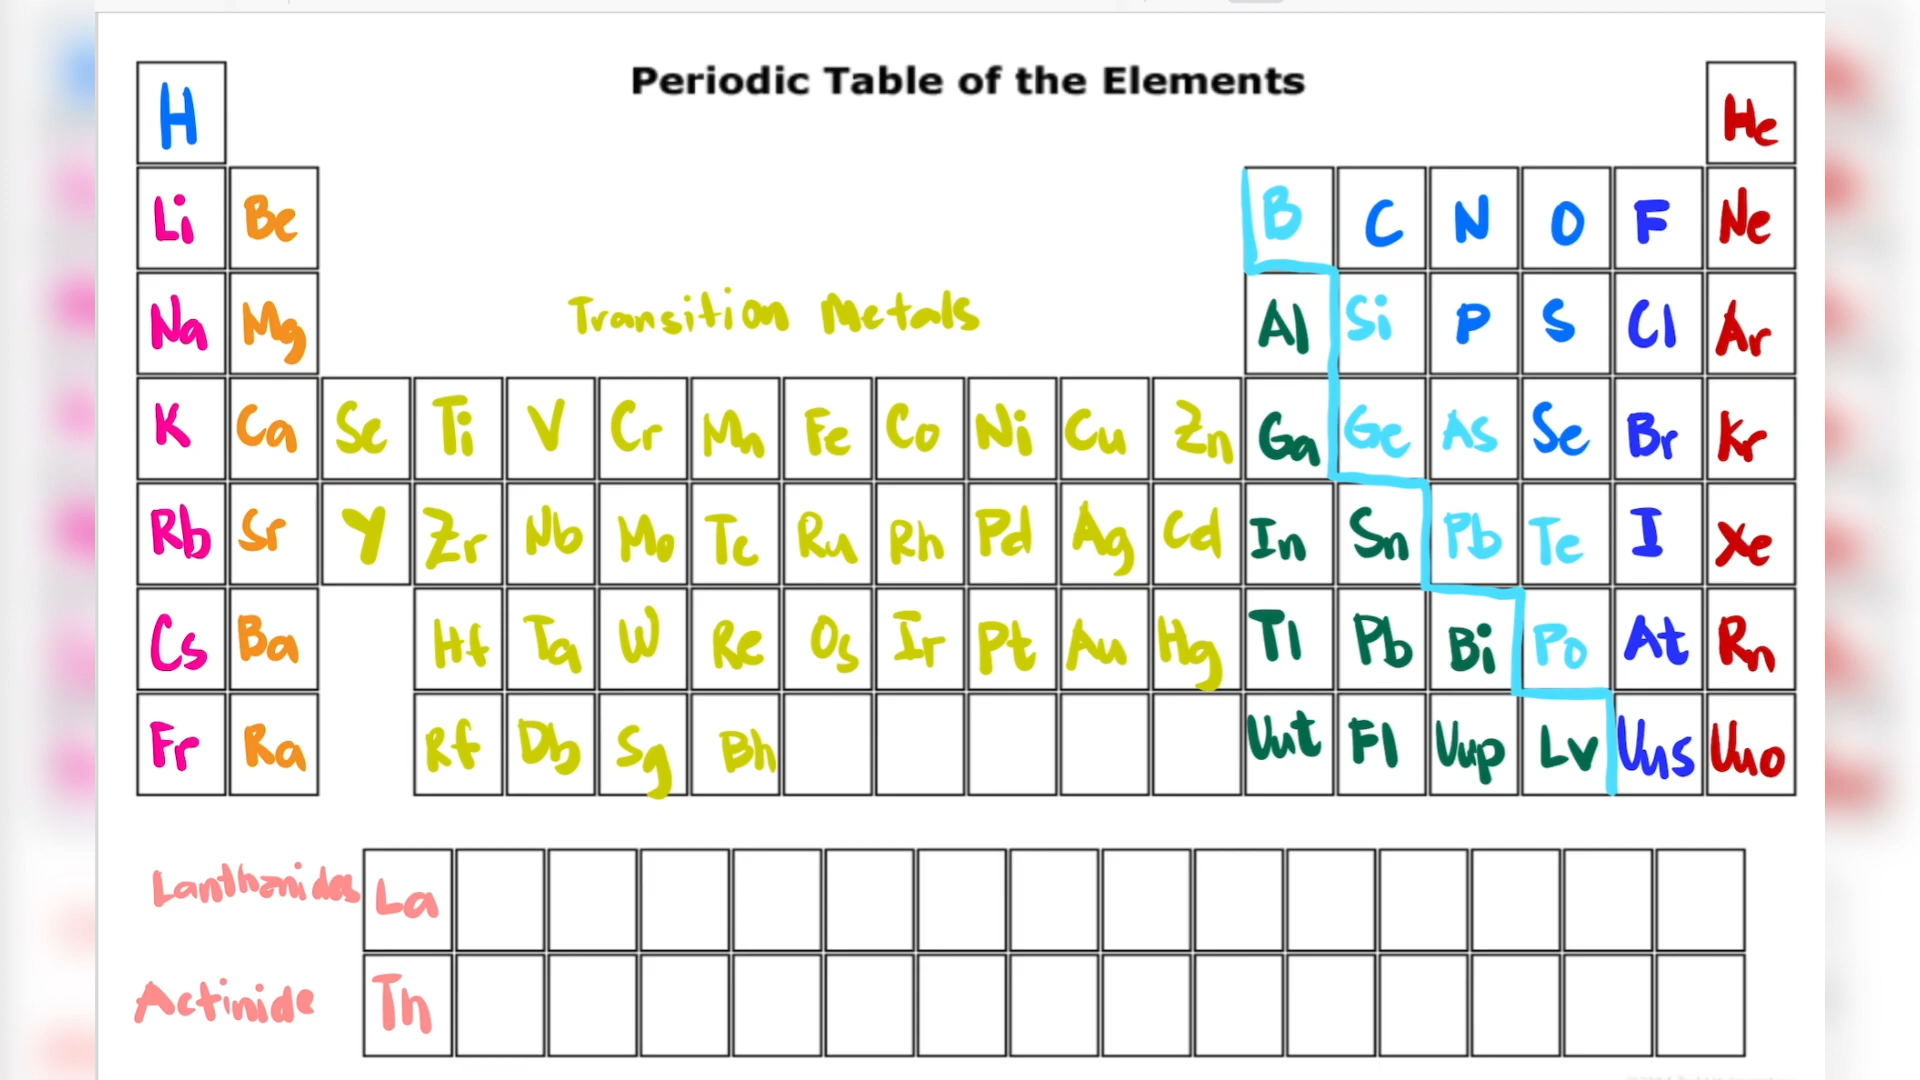 Periodic Table of the Elements
H He
Li Be B C N O F Ne
Transition Metals
Na Mg Al Si P S Cl Ar
K Ca Sc Ti V Cr Mn Fe Co Ni Cu Zn Ga Ge As Se Br Kr
Rb Sr Y Zr Nb Mo Tc Ru Rh Pd Ag Cd In Sn Pb Te I Xe
Cs Ba Hf Ta W Re Os Ir Pt Au Hg Tl Pb Bi Po At Rn
Fr Ra Rf Db Sg Bh Uut Fl Uup Lv Uus Uuo
Lanthanides La
Actinide Th